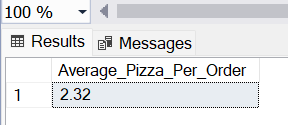 100 %
Results Messages
Average_Pizza_Per_Order
1 2.32